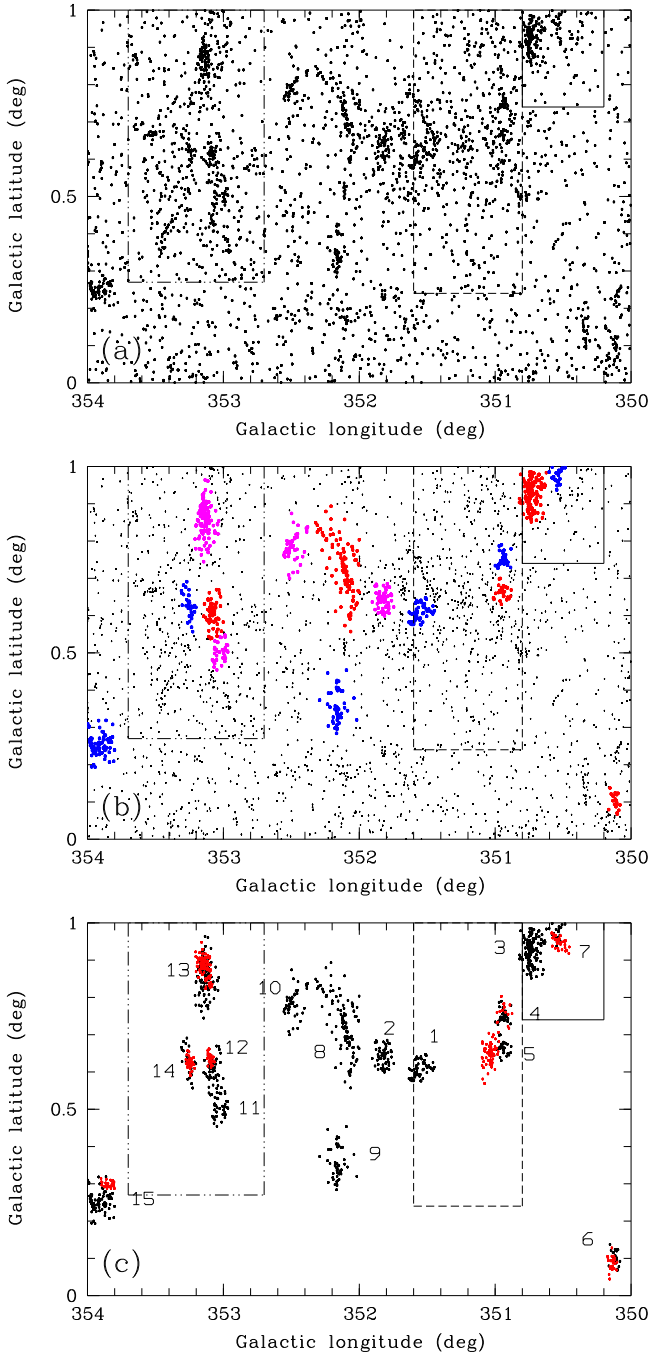 1
0.5
0
Galactic latitude (deg)
(a)
354 353 352 351 350
Galactic longitude (deg)
1
0.5
0
Galactic latitude (deg)
(b)
354 353 352 351 350
Galactic longitude (deg)
1
0.5
0
Galactic latitude (deg)
3
7
13
10
4
8
2
1
5
14
12
11
9
15
6
(c)
354 353 352 351 350
Galactic longitude (deg)